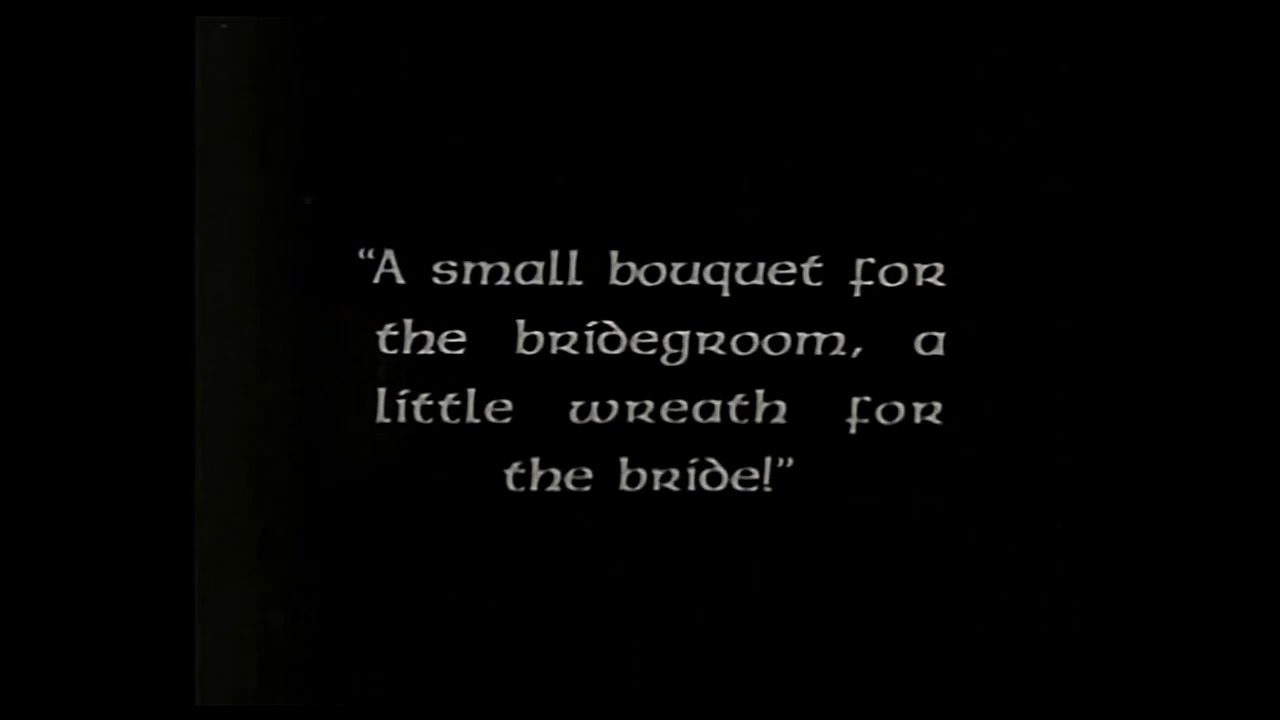 “A small bouquet for
the bridegroom, a
little wreath for
the bride!”